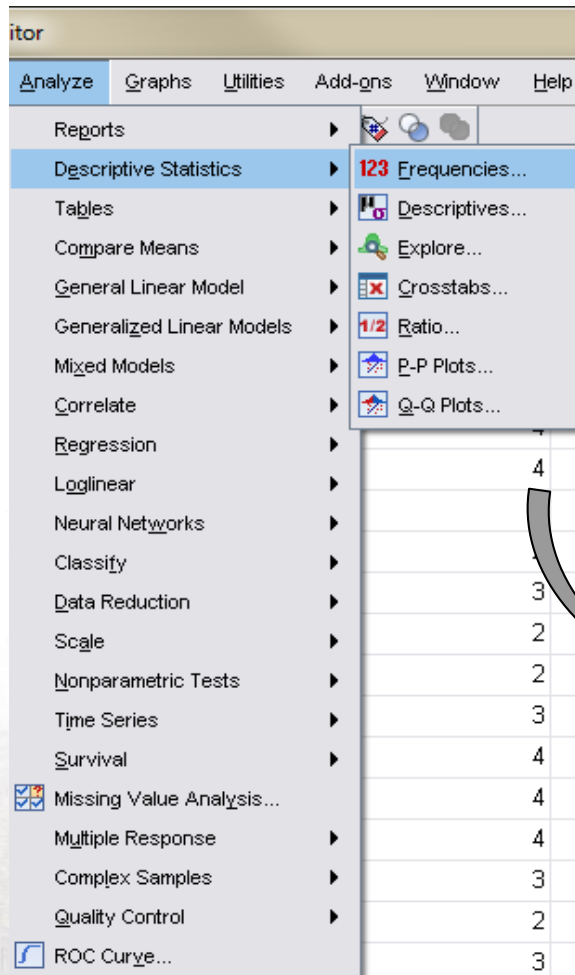 itor
Analyze Graphs Utilities Add-ons Window Help
Reports
Descriptive Statistics
Tables
Compare Means
General Linear Model
Generalized Linear Models
Mixed Models
Correlate
Regression
Loglinear
Neural Networks
Classify
Data Reduction
Scale
Nonparametric Tests
Time Series
Survival
Missing Value Analysis...
Multiple Response
Complex Samples
Quality Control
ROC Curve...
123 Frequencies...
μσ Descriptives...
Explore...
Crosstabs...
1/2 Ratio...
P-P Plots...
Q-Q Plots...
4
3
2
2
3
4
4
4
3
2
3